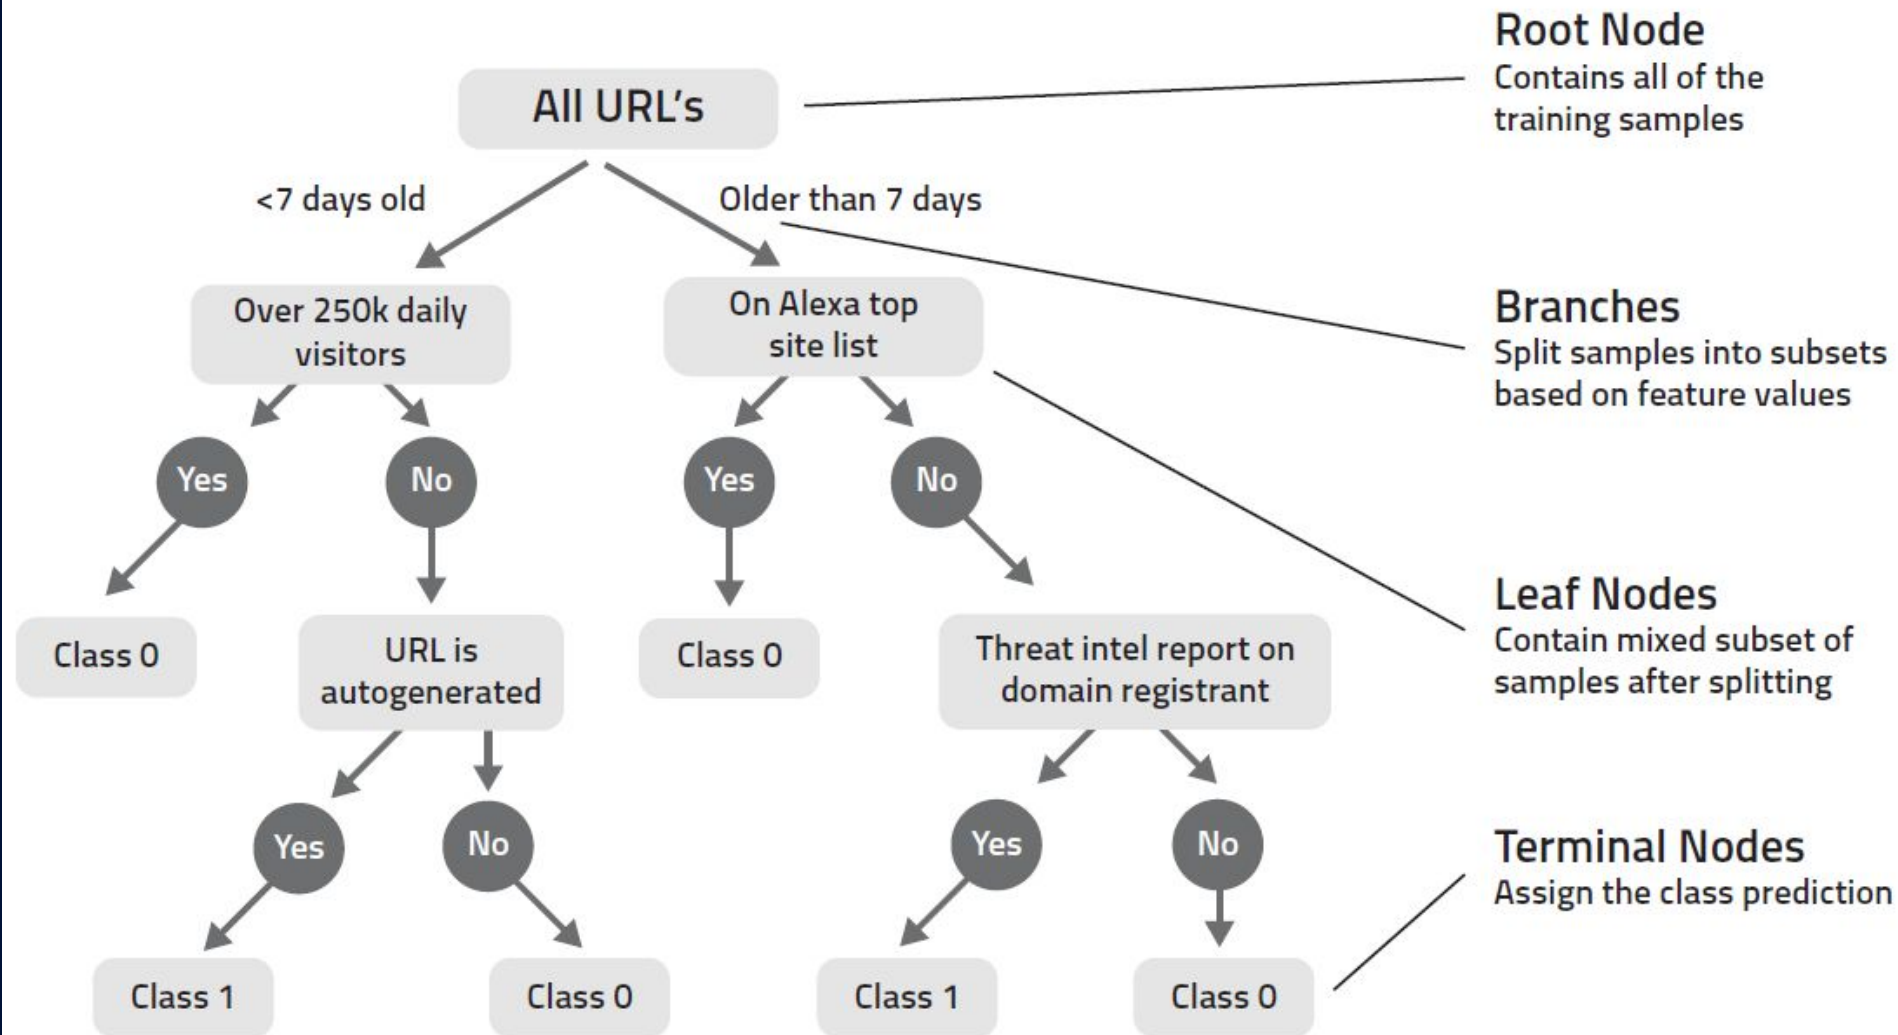 Root Node
Contains all of the
training samples
All URL's
<7 days old
Older than 7 days
Over 250k daily
visitors
On Alexa top
site list
Branches
Split samples into subsets
based on feature values
Yes
No
Yes
No
Leaf Nodes
Contain mixed subset of
samples after splitting
Class 0
URL is
autogenerated
Class 0
Threat intel report on
domain registrant
Yes
No
Yes
No
Terminal Nodes
Assign the class prediction
Class 1
Class 0
Class 1
Class 0